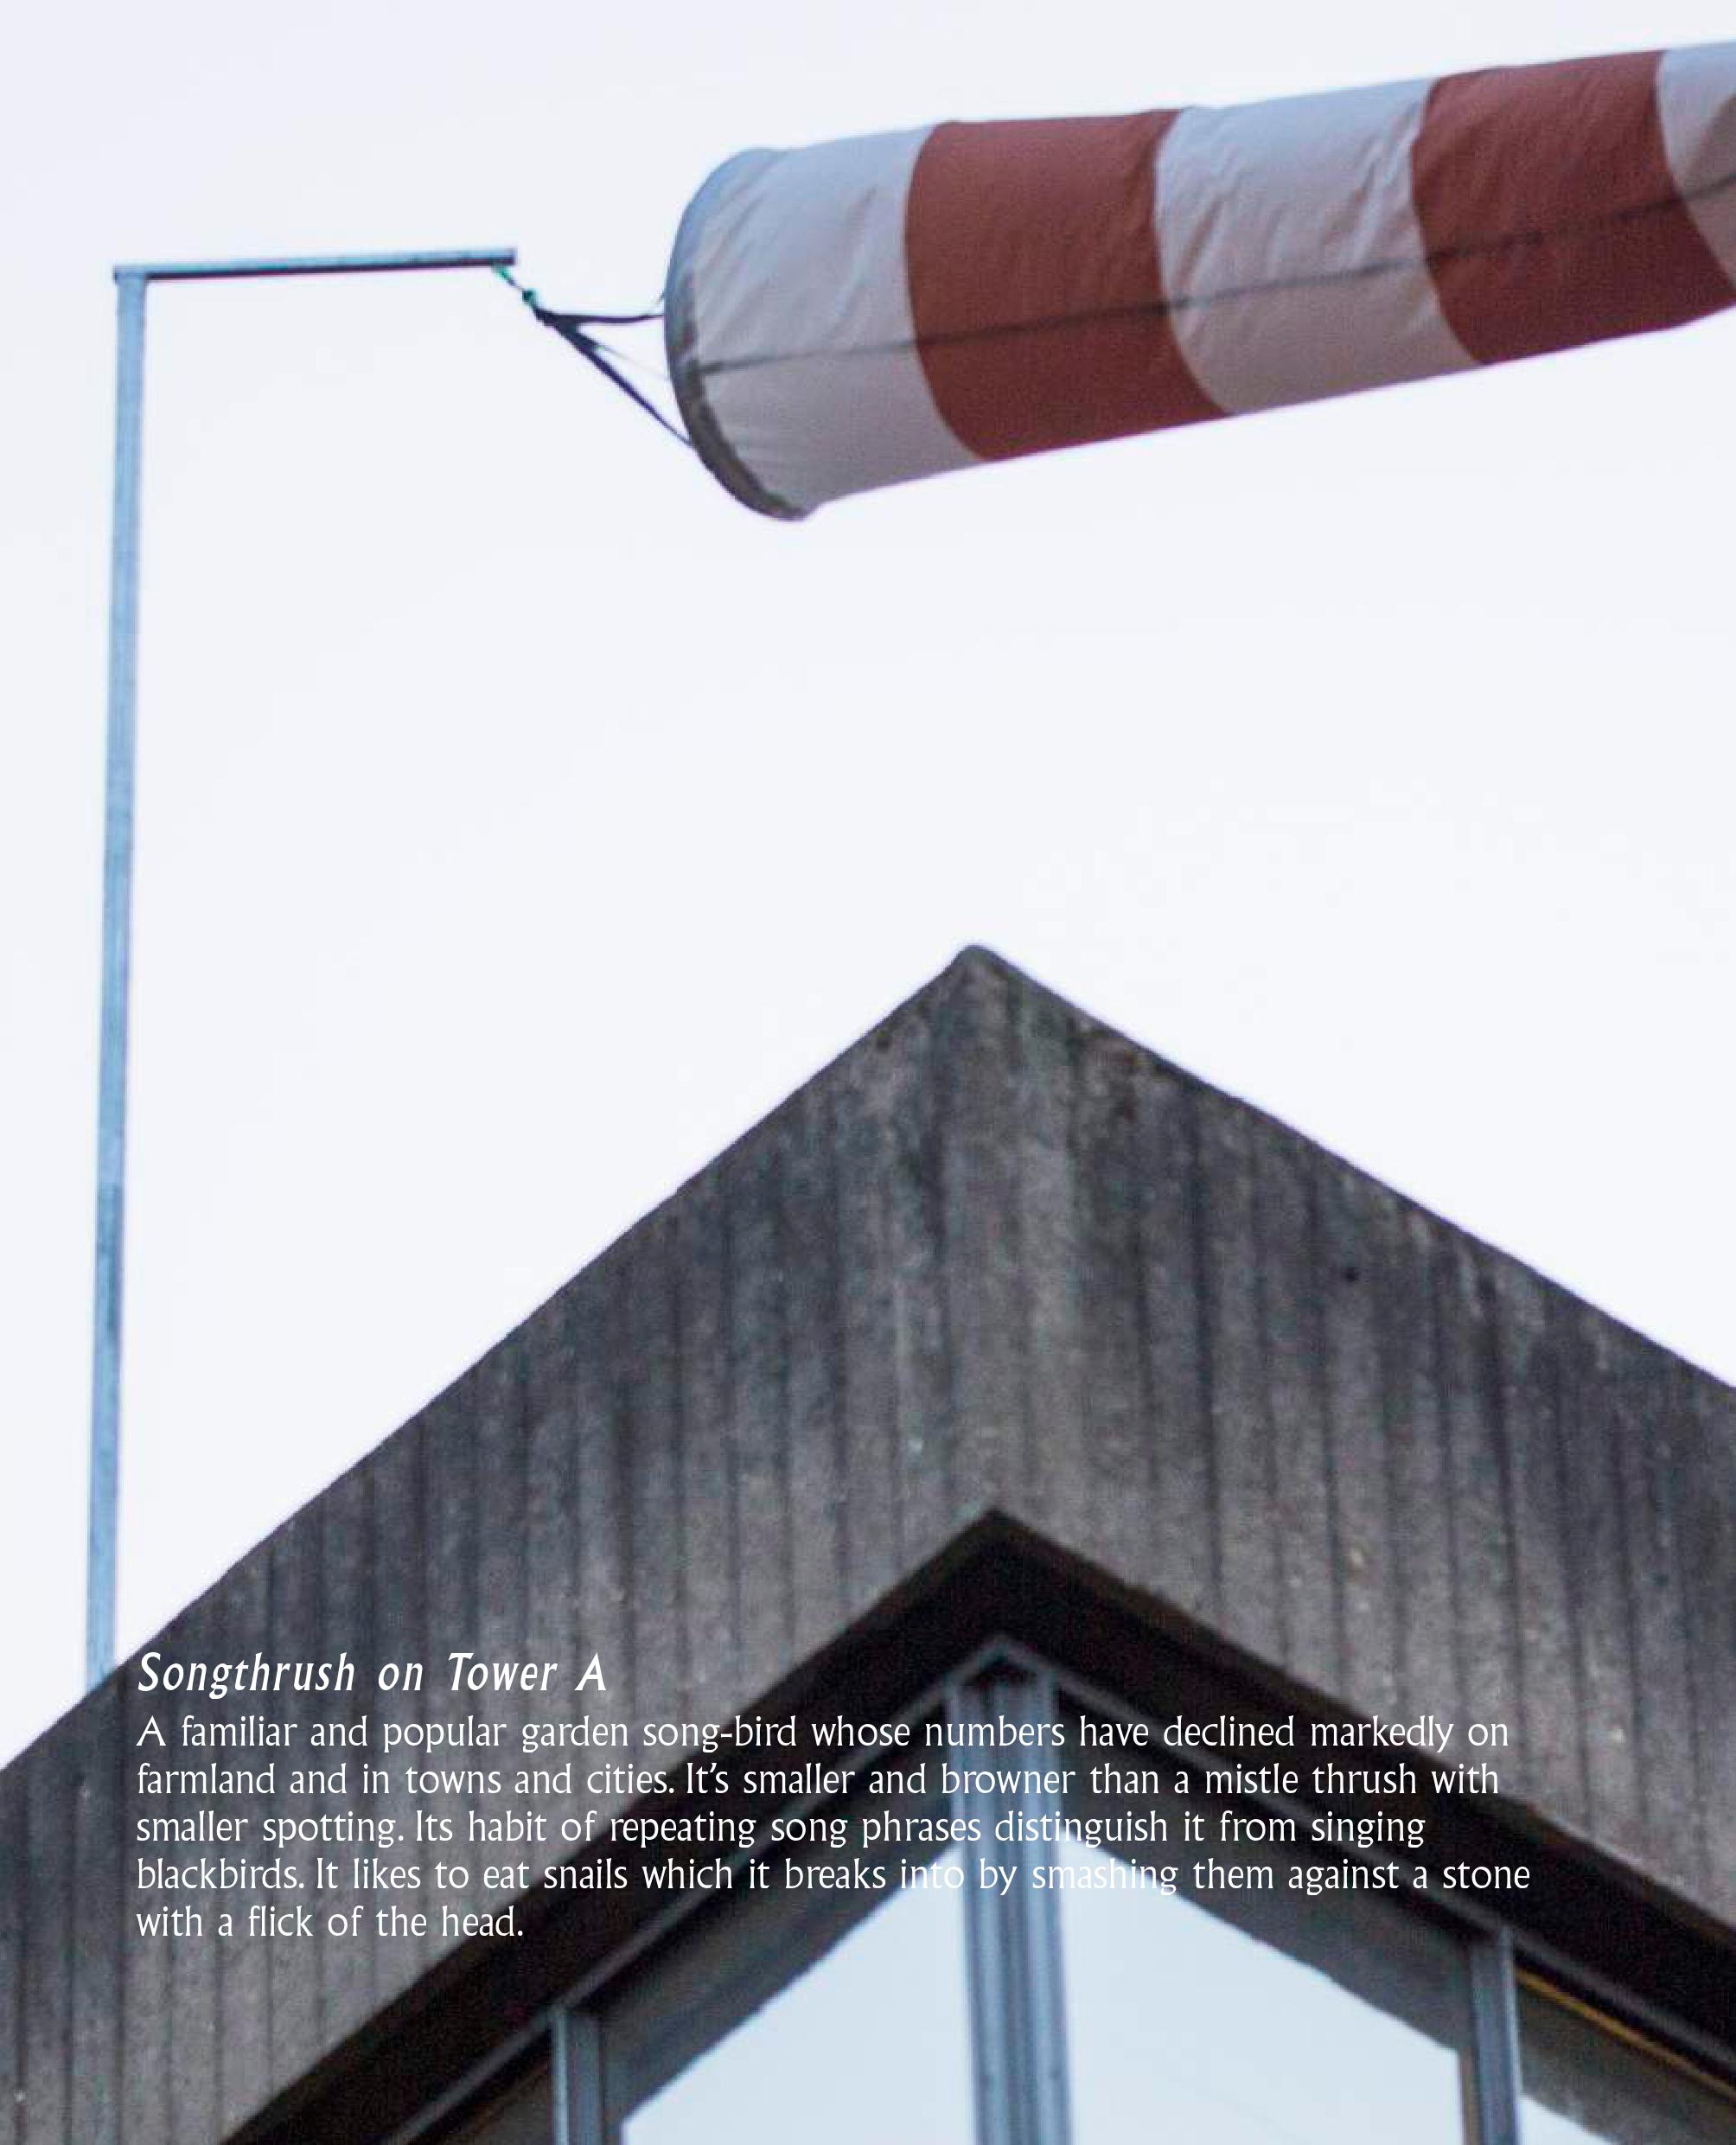 Songthrush on Tower A
A familiar and popular garden song-bird whose numbers have declined markedly on
farmland and in towns and cities. It’s smaller and browner than a mistle thrush with
smaller spotting. Its habit of repeating song phrases distinguish it from singing
blackbirds. It likes to eat snails which it breaks into by smashing them against a stone
with a flick of the head.